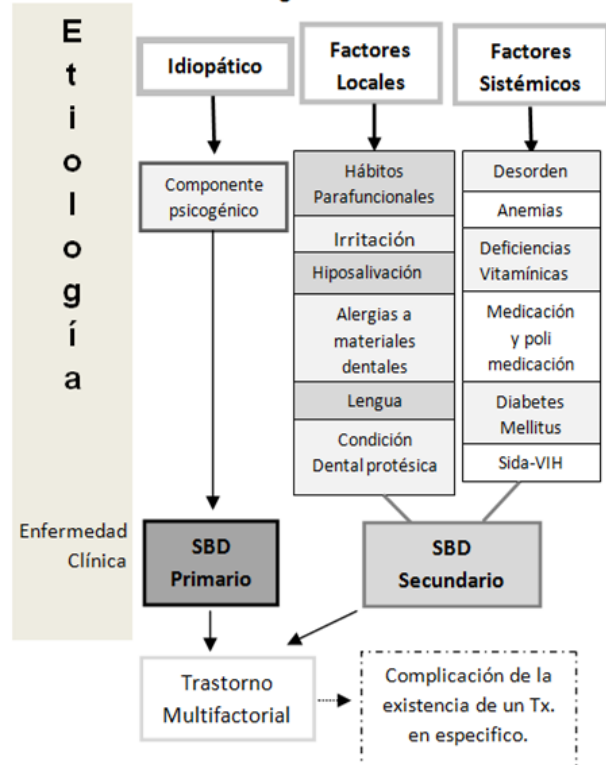 Etiología
Idiopático
Factores
Locales
Factores
Sistémicos
Componente
psicogénico
Hábitos
Parafuncionales
Irritación
Hiposalivación
Alergias a
materiales
dentales
Lengua
Condición
Dental protésica
Desorden
Anemias
Deficiencias
Vitamínicas
Medicación
y poli
medicación
Diabetes
Mellitus
Sida-VIH
Enfermedad
Clínica
SBD
Primario
SBD
Secundario
Trastorno
Multifactorial
Complicación de la
existencia de un Tx.
en especifico.